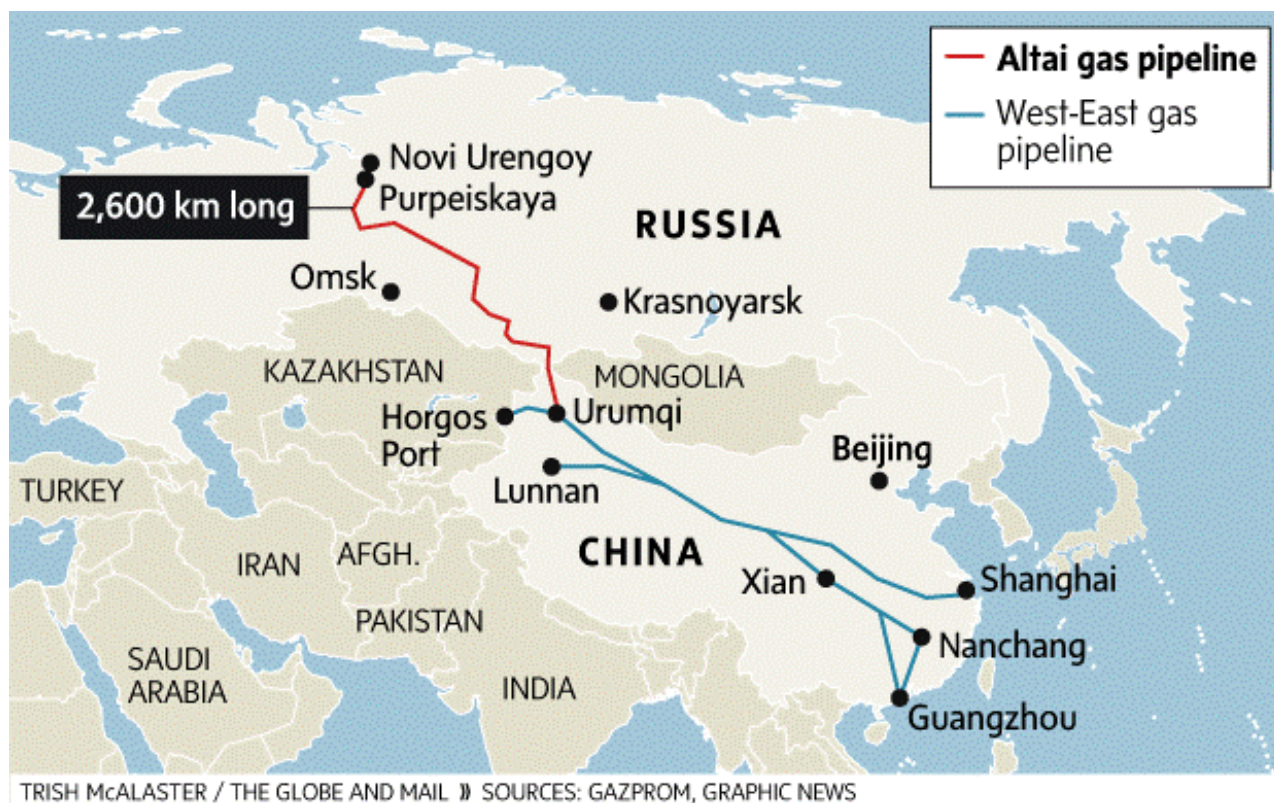 Altai gas pipeline
West-East gas
pipeline
Novi Urengoy
Purpeiskaya
2,600 km long
RUSSIA
Omsk
Krasnoyarsk
KAZAKHSTAN
MONGOLIA
Horgos
Port
Urumqi
Beijing
TURKEY
Lunnan
IRAN
AFGH.
CHINA
Xian
Shanghai
PAKISTAN
Nanchang
SAUDI
ARABIA
INDIA
Guangzhou
TRISH McALASTER / THE GLOBE AND MAIL ⟫ SOURCES: GAZPROM, GRAPHIC NEWS